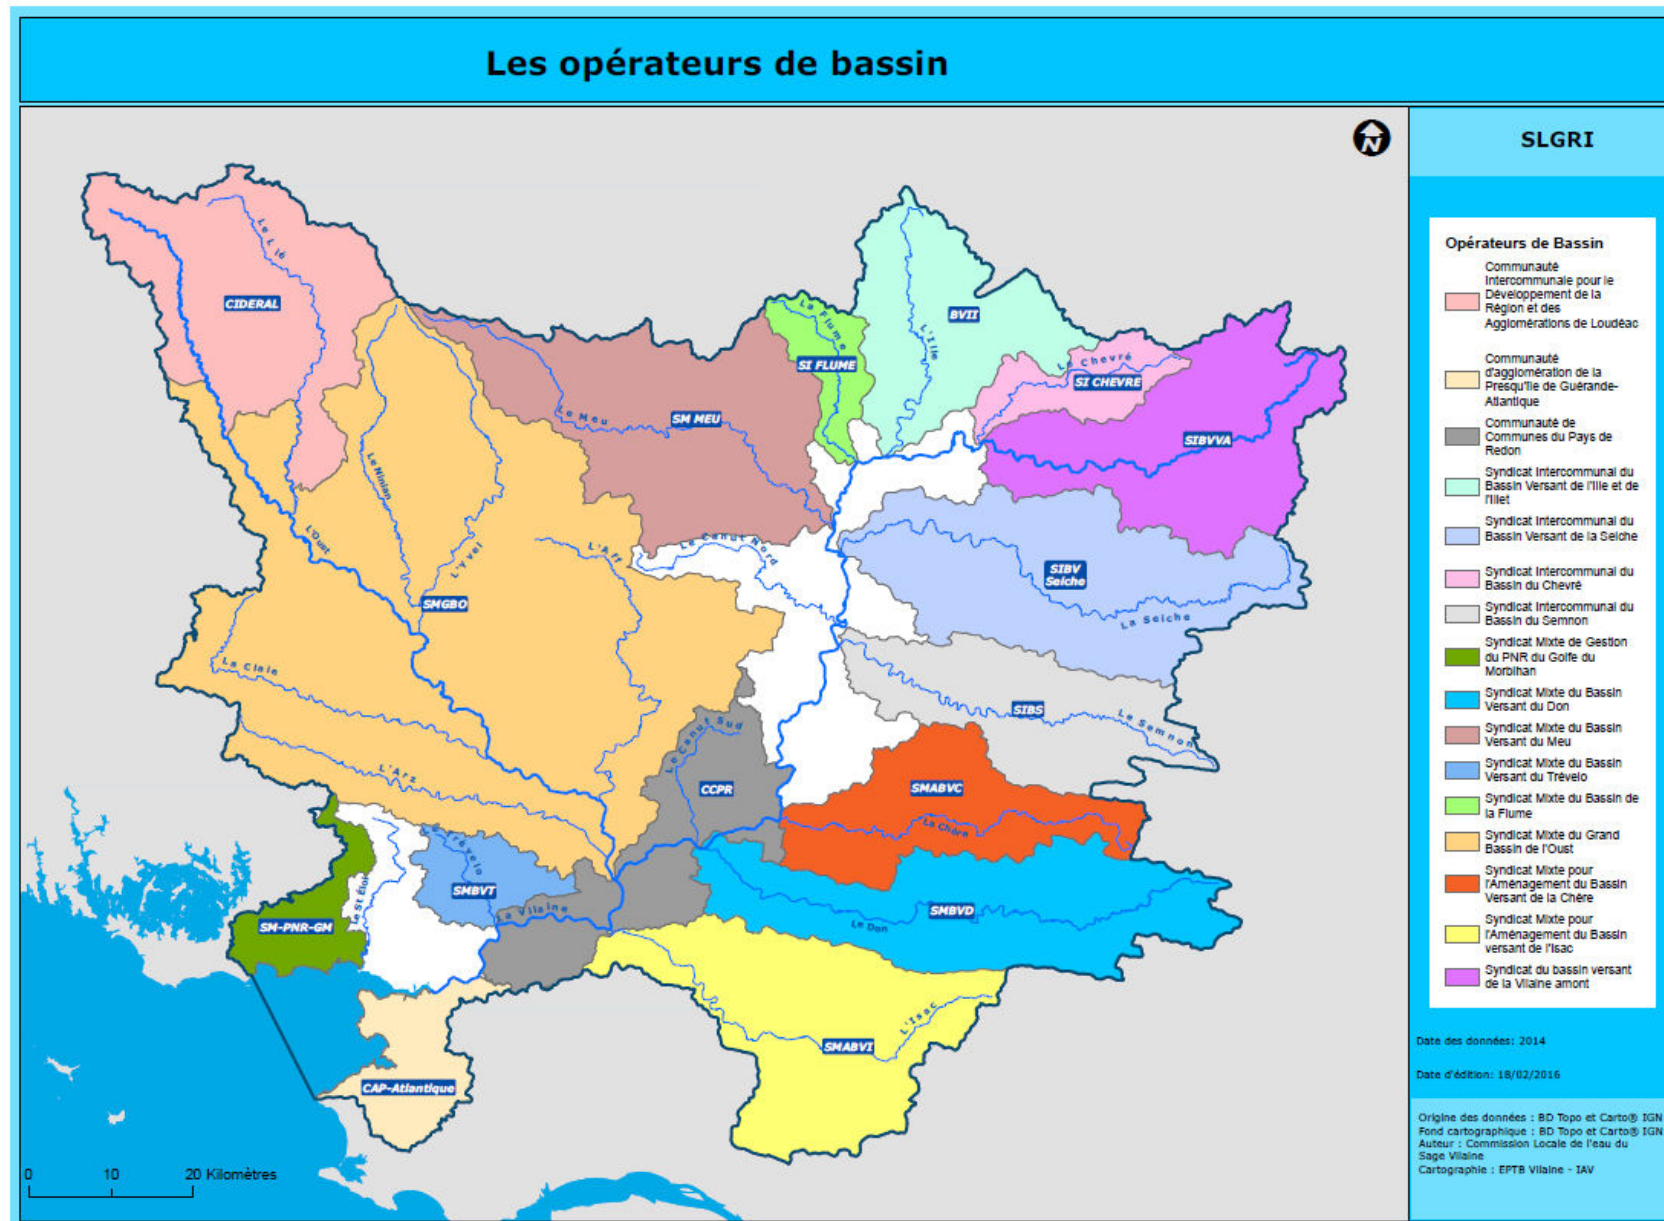 Les opérateurs de bassin
N
Le Lié
CIDERAL
La Flume
SI FLUME
BVII
L'Ille
Le Chevré
SI CHEVRE
Le Meu
SM MEU
SIBVVA
Le Ninian
L'Oust
L'Yvel
L'Aff
Le Canut Nord
SIBV
Seiche
SMGBO
La Seiche
La Claie
SIBS
Le Semnon
Le Canut Sud
L'Arz
CCPR
SMABVC
La Chère
Le Trévelo
SMBVT
Le St Éloi
La Vilaine
SM-PNR-GM
SMBVD
Le Don
L'Isac
SMABVI
CAP-Atlantique
0 10 20 Kilomètres
SLGRI
Opérateurs de Bassin
Communauté
Intercommunale pour le
Développement de la
Région et des
Agglomérations de Loudéac
Communauté
d'agglomération de la
Presqu'île de Guérande-
Atlantique
Communauté de
Communes du Pays de
Redon
Syndicat Intercommunal du
Bassin Versant de l'Ille et de
l'Illet
Syndicat Intercommunal du
Bassin Versant de la Seiche
Syndicat Intercommunal du
Bassin du Chevré
Syndicat Intercommunal du
Bassin du Semnon
Syndicat Mixte de Gestion
du PNR du Golfe du
Morbihan
Syndicat Mixte du Bassin
Versant du Don
Syndicat Mixte du Bassin
Versant du Meu
Syndicat Mixte du Bassin
Versant du Trévelo
Syndicat Mixte du Bassin de
la Flume
Syndicat Mixte du Grand
Bassin de l'Oust
Syndicat Mixte pour
l'Aménagement du Bassin
Versant de la Chère
Syndicat Mixte pour
l'Aménagement du Bassin
versant de l'Isac
Syndicat du bassin versant
de la Vilaine amont
Date des données: 2014
Date d'édition: 18/02/2016
Origine des données : BD Topo et Carto® IGN
Fond cartographique : BD Topo et Carto® IGN
Auteur : Commission Locale de l'eau du
Sage Vilaine
Cartographie : EPTB Vilaine - IAV